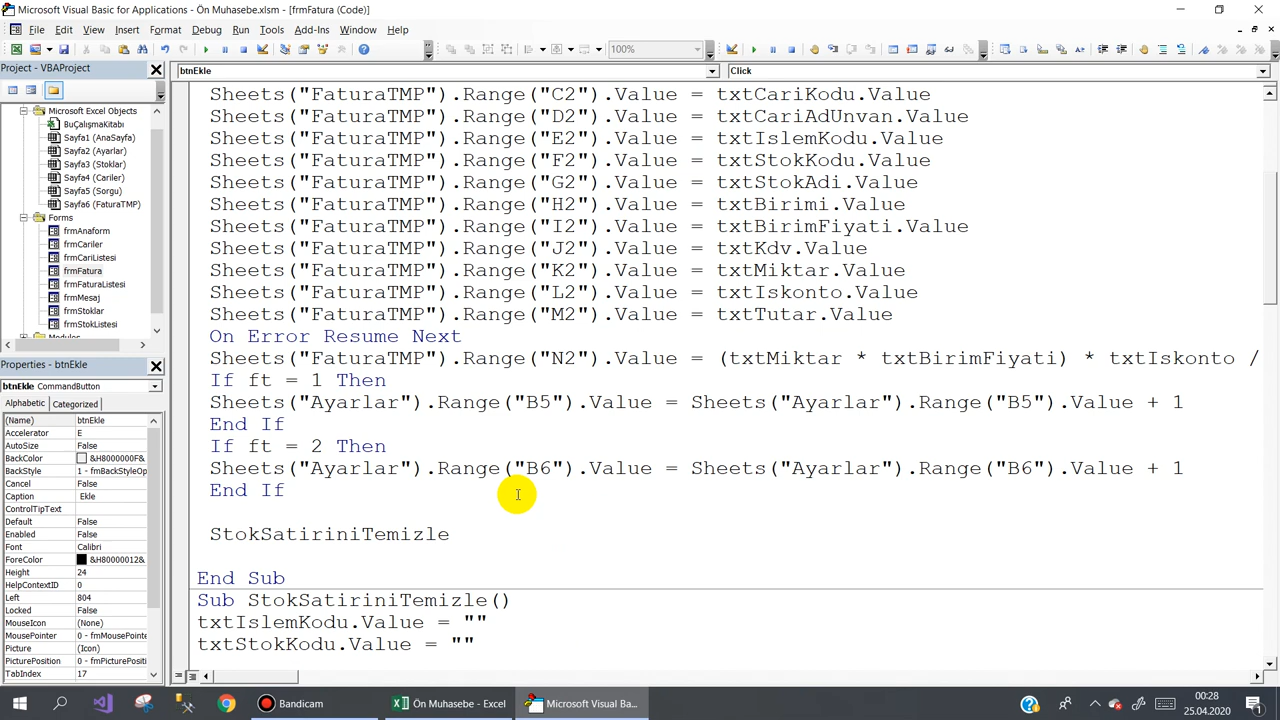 Microsoft Visual Basic for Applications - Ön Muhasebe.xlsm - [frmFatura (Code)]
File Edit View Insert Format Debug Run Tools Add-Ins Window Help
100%
Project - VBAProject
btnEkle
Click
Microsoft Excel Objects
BuÇalışmaKitabı
Sayfa1 (AnaSayfa)
Sayfa2 (Ayarlar)
Sayfa3 (Stoklar)
Sayfa4 (Cariler)
Sayfa5 (Sorgu)
Sayfa6 (FaturaTMP)
Forms
frmAnaform
frmCariler
frmCariListesi
frmFatura
frmFaturaListesi
frmMesaj
frmStoklar
frmStokListesi
Properties - btnEkle
btnEkle CommandButton
Alphabetic Categorized
(Name) btnEkle
Accelerator E
AutoSize False
BackColor &H8000000F&
BackStyle 1 - fmBackStyleOp
Cancel False
Caption Ekle
ControlTipText
Default False
Enabled False
Font Calibri
ForeColor &H80000012&
Height 24
HelpContextID 0
Left 804
Locked False
MouseIcon (None)
MousePointer 0 - fmMousePointe
Picture (Icon)
PicturePosition 0 - fmPicturePositi
TabIndex 17
Sheets("FaturaTMP").Range("C2").Value = txtCariKodu.Value
Sheets("FaturaTMP").Range("D2").Value = txtCariAdUnvan.Value
Sheets("FaturaTMP").Range("E2").Value = txtIslemKodu.Value
Sheets("FaturaTMP").Range("F2").Value = txtStokKodu.Value
Sheets("FaturaTMP").Range("G2").Value = txtStokAdi.Value
Sheets("FaturaTMP").Range("H2").Value = txtBirimi.Value
Sheets("FaturaTMP").Range("I2").Value = txtBirimFiyati.Value
Sheets("FaturaTMP").Range("J2").Value = txtKdv.Value
Sheets("FaturaTMP").Range("K2").Value = txtMiktar.Value
Sheets("FaturaTMP").Range("L2").Value = txtIskonto.Value
Sheets("FaturaTMP").Range("M2").Value = txtTutar.Value
On Error Resume Next
Sheets("FaturaTMP").Range("N2").Value = (txtMiktar * txtBirimFiyati) * txtIskonto /
If ft = 1 Then
Sheets("Ayarlar").Range("B5").Value = Sheets("Ayarlar").Range("B5").Value + 1
End If
If ft = 2 Then
Sheets("Ayarlar").Range("B6").Value = Sheets("Ayarlar").Range("B6").Value + 1
End If
StokSatiriniTemizle
End Sub
Sub StokSatiriniTemizle()
txtIslemKodu.Value = ""
txtStokKodu.Value = ""
Bandicam
Ön Muhasebe - Excel
Microsoft Visual Ba...
00:28
25.04.2020